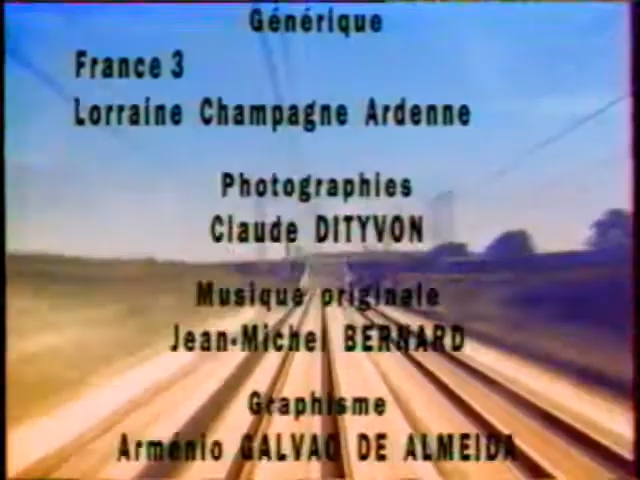 Générique
France 3
Lorraine Champagne Ardenne
Photographies
Claude DITYVON
Musique originale
Jean-Michel BERNARD
Graphisme
Arménio GALVAO DE ALMEIDA